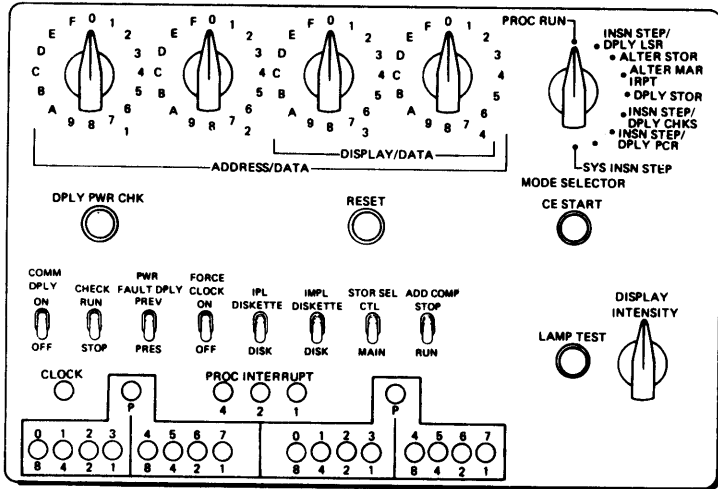 PROC RUN
INSN STEP/
DPLY LSR
ALTER STOR
ALTER MAR
IRPT
DPLY STOR
INSN STEP/
DPLY CHKS
INSN STEP/
DPLY PCR
SYS INSN STEP
MODE SELECTOR
0 1 2 3 4 5 6 7 8 9 A B C D E F 1
0 1 2 3 4 5 6 7 8 9 A B C D E F 2
0 1 2 3 4 5 6 7 8 9 A B C D E F 3
0 1 2 3 4 5 6 7 8 9 A B C D E F 4
DISPLAY/DATA
ADDRESS/DATA
DPLY PWR CHK
RESET
CE START
COMM
DPLY
ON
OFF
CHECK
RUN
STOP
PWR
FAULT DPLY
PREV
PRES
FORCE
CLOCK
ON
OFF
IPL
DISKETTE
DISK
IMPL
DISKETTE
DISK
STOR SEL
CTL
MAIN
ADD COMP
STOP
RUN
LAMP TEST
DISPLAY
INTENSITY
CLOCK
PROC INTERRUPT
4 2 1
P P
0 1 2 3 4 5 6 7 0 1 2 3 4 5 6 7
8 4 2 1 8 4 2 1 8 4 2 1 8 4 2 1